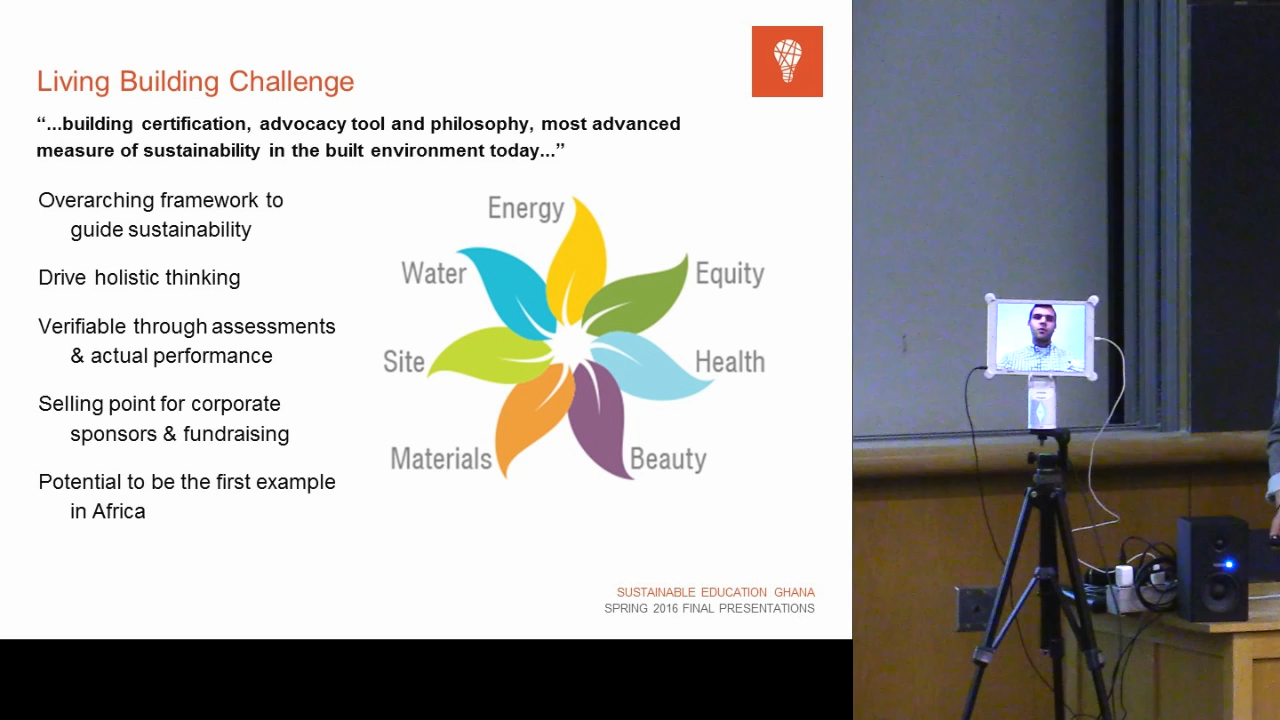 Living Building Challenge
“...building certification, advocacy tool and philosophy, most advanced
measure of sustainability in the built environment today...”
Overarching framework to
guide sustainability
Drive holistic thinking
Verifiable through assessments
& actual performance
Selling point for corporate
sponsors & fundraising
Potential to be the first example
in Africa
Energy
Water
Equity
Site
Health
Materials
Beauty
SUSTAINABLE EDUCATION GHANA
SPRING 2016 FINAL PRESENTATIONS